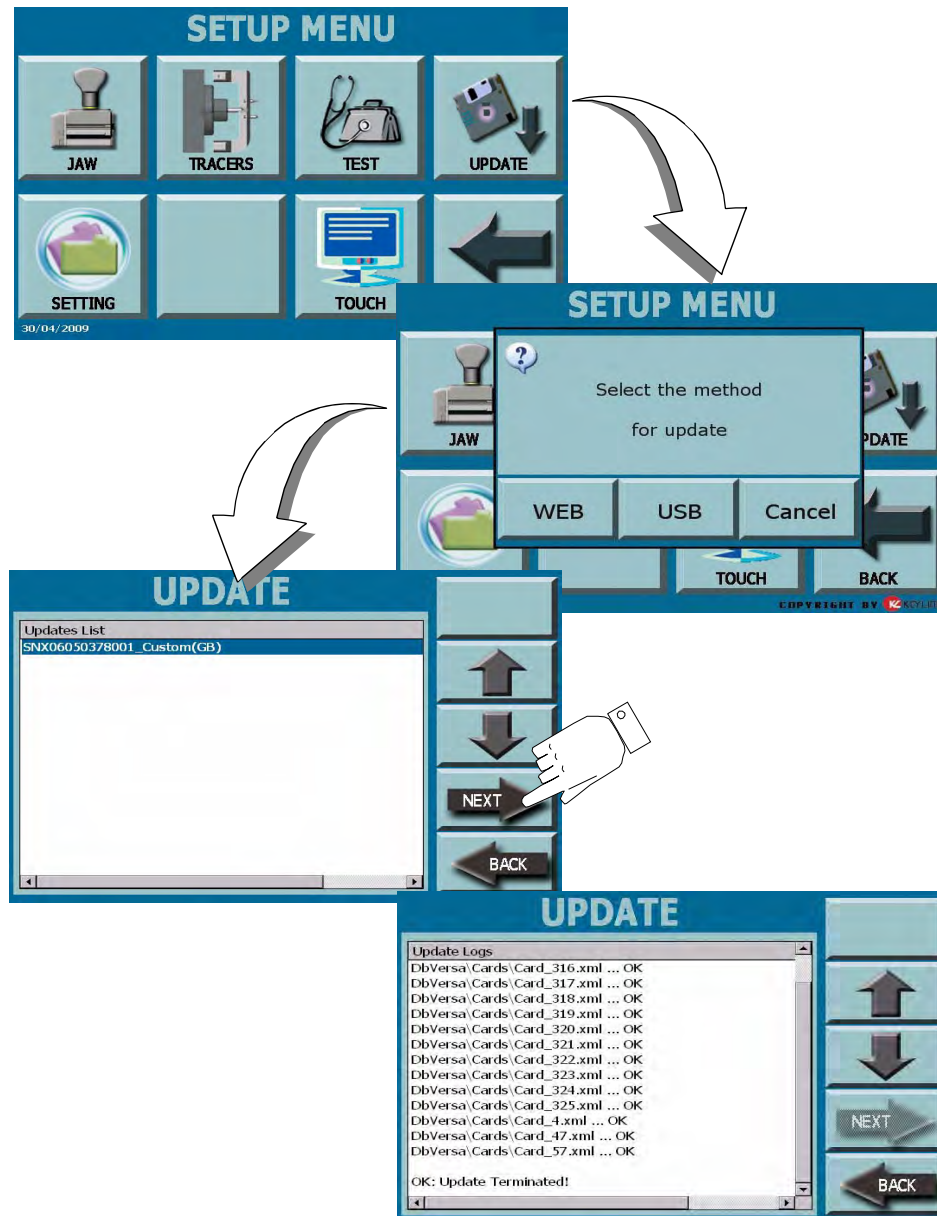 SETUP MENU
JAW TRACERS TEST UPDATE
SETTING TOUCH
30/04/2009
SETUP MENU
Select the method
for update
JAW PDATE
WEB USB Cancel
TOUCH BACK
COPYRIGHT BY
UPDATE
Updates List
SNX06050378001_Custom(GB)
NEXT
BACK
UPDATE
Update Logs
DbVersa\Cards\Card_316.xml ... OK
DbVersa\Cards\Card_317.xml ... OK
DbVersa\Cards\Card_318.xml ... OK
DbVersa\Cards\Card_319.xml ... OK
DbVersa\Cards\Card_320.xml ... OK
DbVersa\Cards\Card_321.xml ... OK
DbVersa\Cards\Card_322.xml ... OK
DbVersa\Cards\Card_323.xml ... OK
DbVersa\Cards\Card_324.xml ... OK
DbVersa\Cards\Card_325.xml ... OK
DbVersa\Cards\Card_4.xml ... OK
DbVersa\Cards\Card_47.xml ... OK
DbVersa\Cards\Card_57.xml ... OK
OK: Update Terminated!
NEXT
BACK